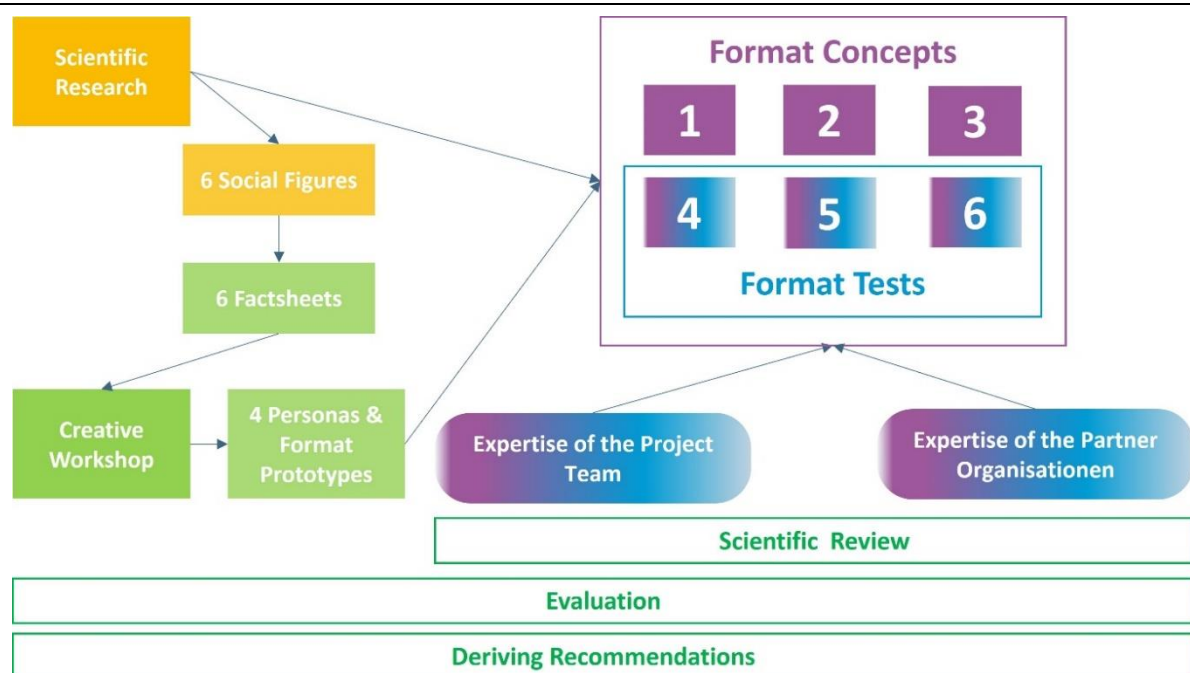 Scientific
Research
6 Social Figures
6 Factsheets
Creative
Workshop
4 Personas &
Format
Prototypes
Format Concepts
1 2 3
4 5 6
Format Tests
Expertise of the Project
Team
Expertise of the Partner
Organisationen
Scientific Review
Evaluation
Deriving Recommendations